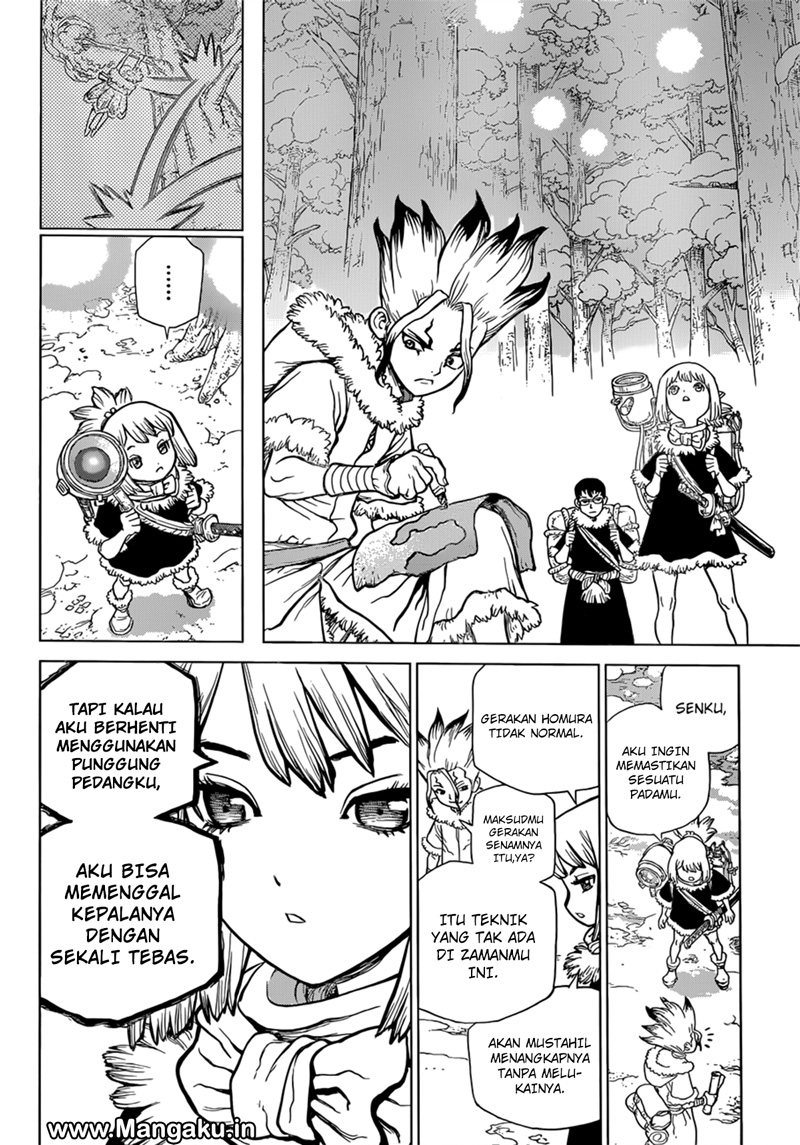 ......
SENKU,
AKU INGIN
MEMASTIKAN
SESUATU
PADAMU.
GERAKAN HOMURA
TIDAK NORMAL.
MAKSUDMU
GERAKAN
SENAMNYA
ITU,YA?
ITU TEKNIK
YANG TAK ADA
DI ZAMANMU
INI.
AKAN MUSTAHIL
MENANGKAPNYA
TANPA MELU-
KAINYA.
TAPI KALAU
AKU BERHENTI
MENGGUNAKAN
PUNGGUNG
PEDANGKU,
AKU BISA
MEMENGGAL
KEPALANYA
DENGAN
SEKALI TEBAS.
www.Mangaku.in